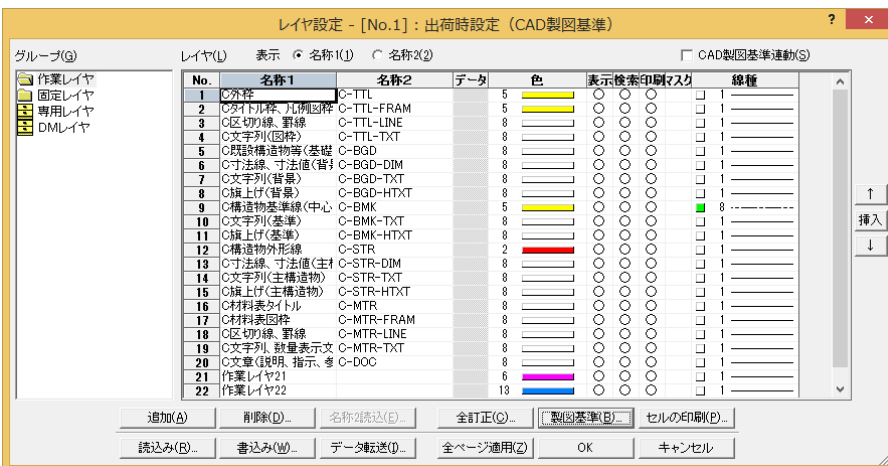 レイヤ設定 - [No.1] : 出荷時設定（CAD製図基準） ? ×
グループ(G) レイヤ(L) 表示 名称1(1) 名称2(2) CAD製図基準連動(S)
作業レイヤ
固定レイヤ
専用レイヤ
DMレイヤ
No. 名称1 名称2 データ 色 表示 検索 印刷 マスク 線種
1 C外枠 C-TTL 5 1
2 Cタイトル枠、凡例図枠 C-TTL-FRAM 5 1
3 C区切り線、罫線 C-TTL-LINE 8 1
4 C文字列(図枠) C-TTL-TXT 8 1
5 C既設構造物等(基礎 C-BGD 8 1
6 C寸法線、寸法値(背景 C-BGD-DIM 8 1
7 C文字列(背景) C-BGD-TXT 8 1
8 C旗上げ(背景) C-BGD-HTXT 8 1
9 C構造物基準線(中心 C-BMK 5 8
10 C文字列(基準) C-BMK-TXT 8 1
11 C旗上げ(基準) C-BMK-HTXT 8 1
12 C構造物外形線 C-STR 2 1
13 C寸法線、寸法値(主構 C-STR-DIM 8 1
14 C文字列(主構造物) C-STR-TXT 8 1
15 C旗上げ(主構造物) C-STR-HTXT 8 1
16 C材料表タイトル C-MTR 8 1
17 C材料表図枠 C-MTR-FRAM 8 1
18 C区切り線、罫線 C-MTR-LINE 8 1
19 C文字列、数量表示文 C-MTR-TXT 8 1
20 C文章(説明、指示、参 C-DOC 8 1
21 作業レイヤ21 6 1
22 作業レイヤ22 13 1
↑
挿入
↓
追加(A) 削除(D)... 名称2読込(E)... 全訂正(C)... 製図基準(B)... セルの印刷(P)...
読込み(R)... 書込み(W)... データ転送(I)... 全ページ適用(Z) OK キャンセル